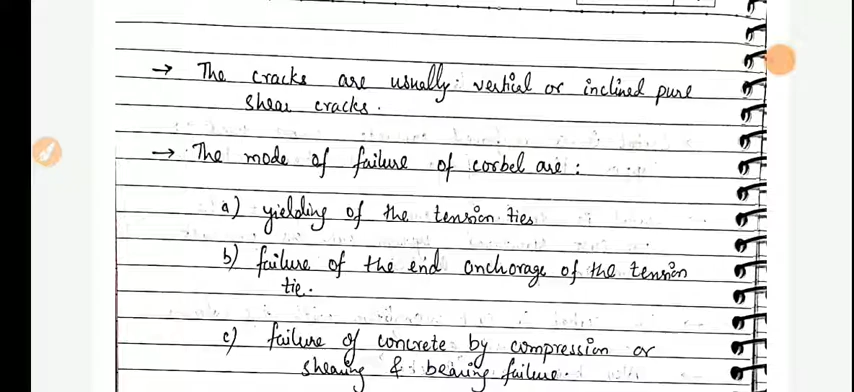 → The cracks are usually vertical or inclined pure
shear cracks.
→ The mode of failure of corbel are :
a) yielding of the tension ties
b) failure of the end anchorage of the tension
tie.
c) failure of concrete by compression or
shearing & bearing failure.